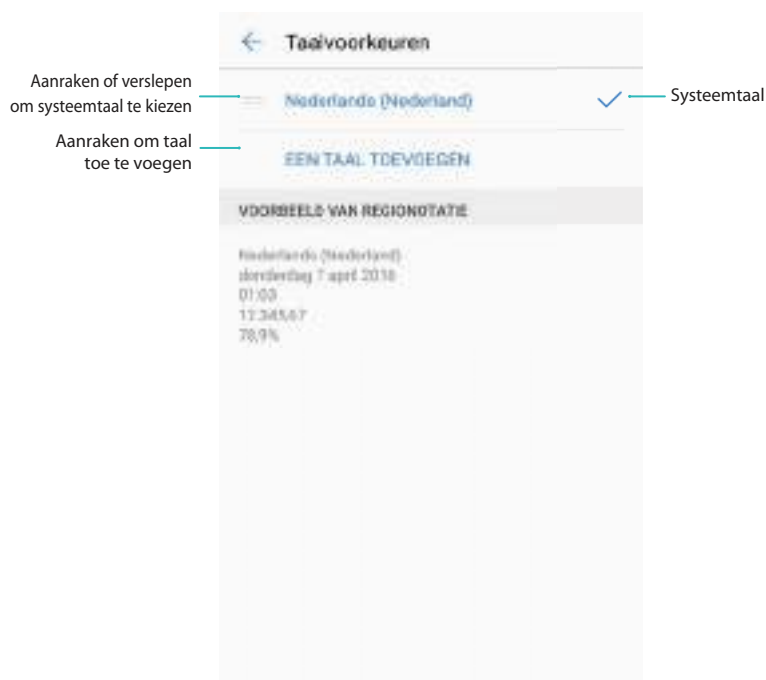 Taalvoorkeuren
Aanraken of verslepen
om systeemtaal te kiezen
Nederlands (Nederland)
Systeemtaal
Aanraken om taal
toe te voegen
EEN TAAL TOEVOEGEN
VOORBEELD VAN REGIONOTATIE
Nederlands (Nederland)
donderdag 7 april 2016
01:03
12.345,67
78,9%